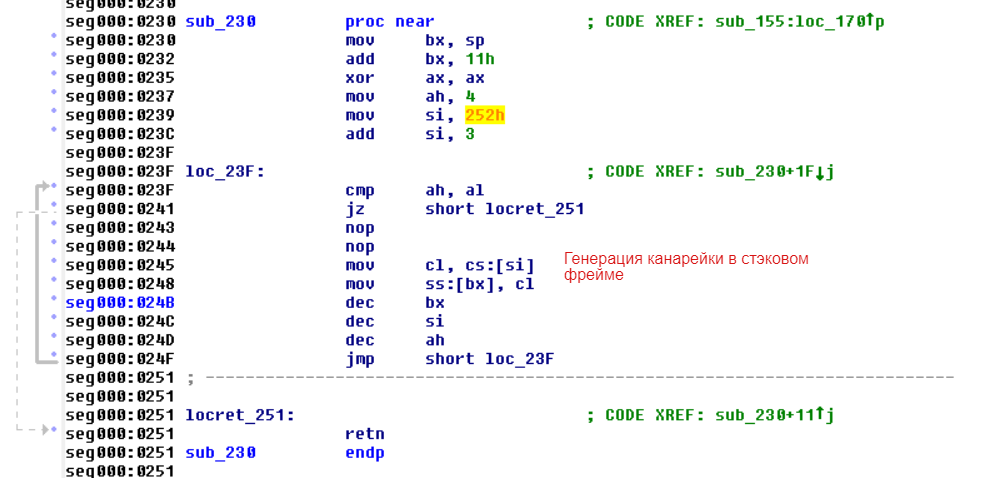 seg000:0230
seg000:0230 sub_230 proc near ; CODE XREF: sub_155:loc_170↑p
seg000:0230 mov bx, sp
seg000:0232 add bx, 11h
seg000:0235 xor ax, ax
seg000:0237 mov ah, 4
seg000:0239 mov si, 252h
seg000:023C add si, 3
seg000:023F
seg000:023F loc_23F: ; CODE XREF: sub_230+1F↓j
seg000:023F cmp ah, al
seg000:0241 jz short locret_251
seg000:0243 nop
seg000:0244 nop
seg000:0245 mov cl, cs:[si]
seg000:0248 mov ss:[bx], cl
seg000:024B dec bx
seg000:024C dec si
seg000:024D dec ah
seg000:024F jmp short loc_23F
seg000:0251 ; ---------------------------------------------------------------------------
seg000:0251
seg000:0251 locret_251: ; CODE XREF: sub_230+11↑j
seg000:0251 retn
seg000:0251 sub_230 endp
seg000:0251
Генерация канарейки в стэковом
фрейме